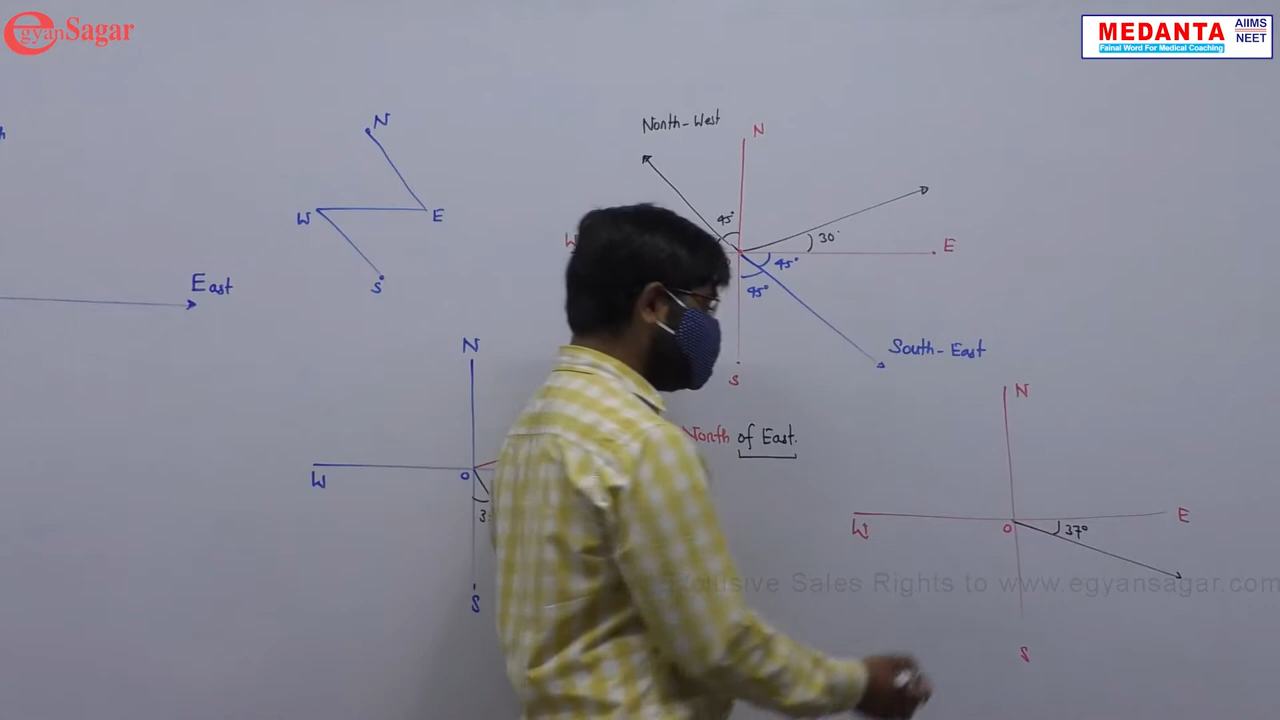 egyanSagar
MEDANTA
AIIMS
NEET
Fainal Word For Medical Coaching
N
W
E
S
East
North-West
N
45°
30°
E
45°
45°
South-East
S
North of East.
N
W
O
S
N
W
O
E
37°
S
Exclusive Sales Rights to www.egyansagar.com